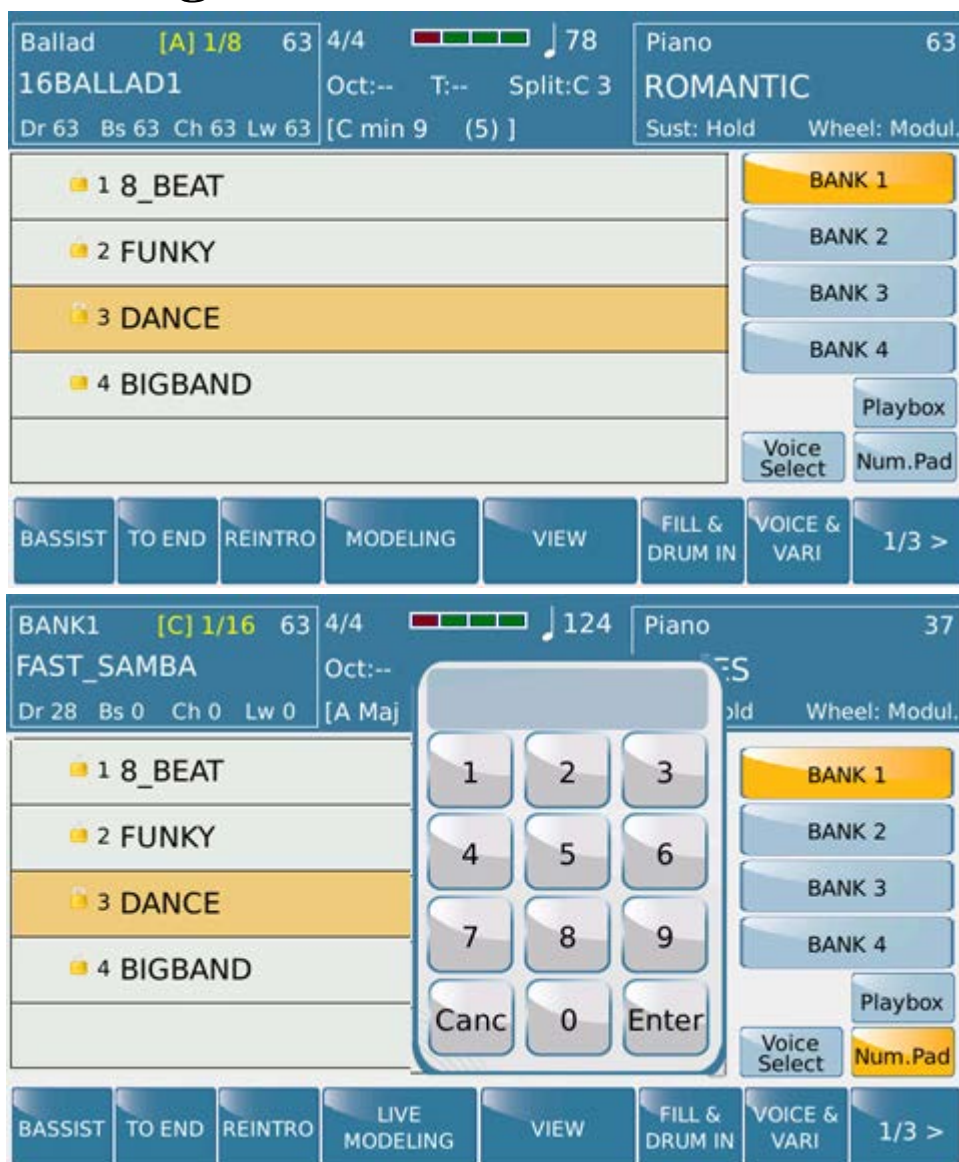 Ballad [A] 1/8 63 4/4 78 Piano 63
16BALLAD1 Oct:-- T:-- Split:C 3 ROMANTIC
Dr 63 Bs 63 Ch 63 Lw 63 [C min 9 (5) ] Sust: Hold Wheel: Modul.
1 8_BEAT
2 FUNKY
3 DANCE
4 BIGBAND
BANK 1
BANK 2
BANK 3
BANK 4
Playbox
Voice
Select
Num.Pad
BASSIST TO END REINTRO MODELING VIEW
FILL &
DRUM IN
VOICE &
VARI
1/3 >
BANK1 [C] 1/16 63 4/4 124 Piano 37
FAST_SAMBA Oct:--
Dr 28 Bs 0 Ch 0 Lw 0 [A Maj Wheel: Modul.
1 8_BEAT
2 FUNKY
3 DANCE
4 BIGBAND
1 2 3
4 5 6
7 8 9
Canc 0 Enter
BANK 1
BANK 2
BANK 3
BANK 4
Playbox
Voice
Select
Num.Pad
BASSIST TO END REINTRO
LIVE
MODELING
VIEW
FILL &
DRUM IN
VOICE &
VARI
1/3 >